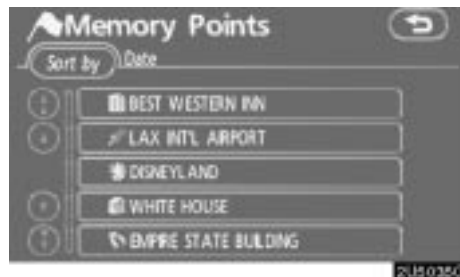 Memory Points
Sort by Date
BEST WESTERN INN
LAX INT'L AIRPORT
DISNEYLAND
WHITE HOUSE
EMPIRE STATE BUILDING